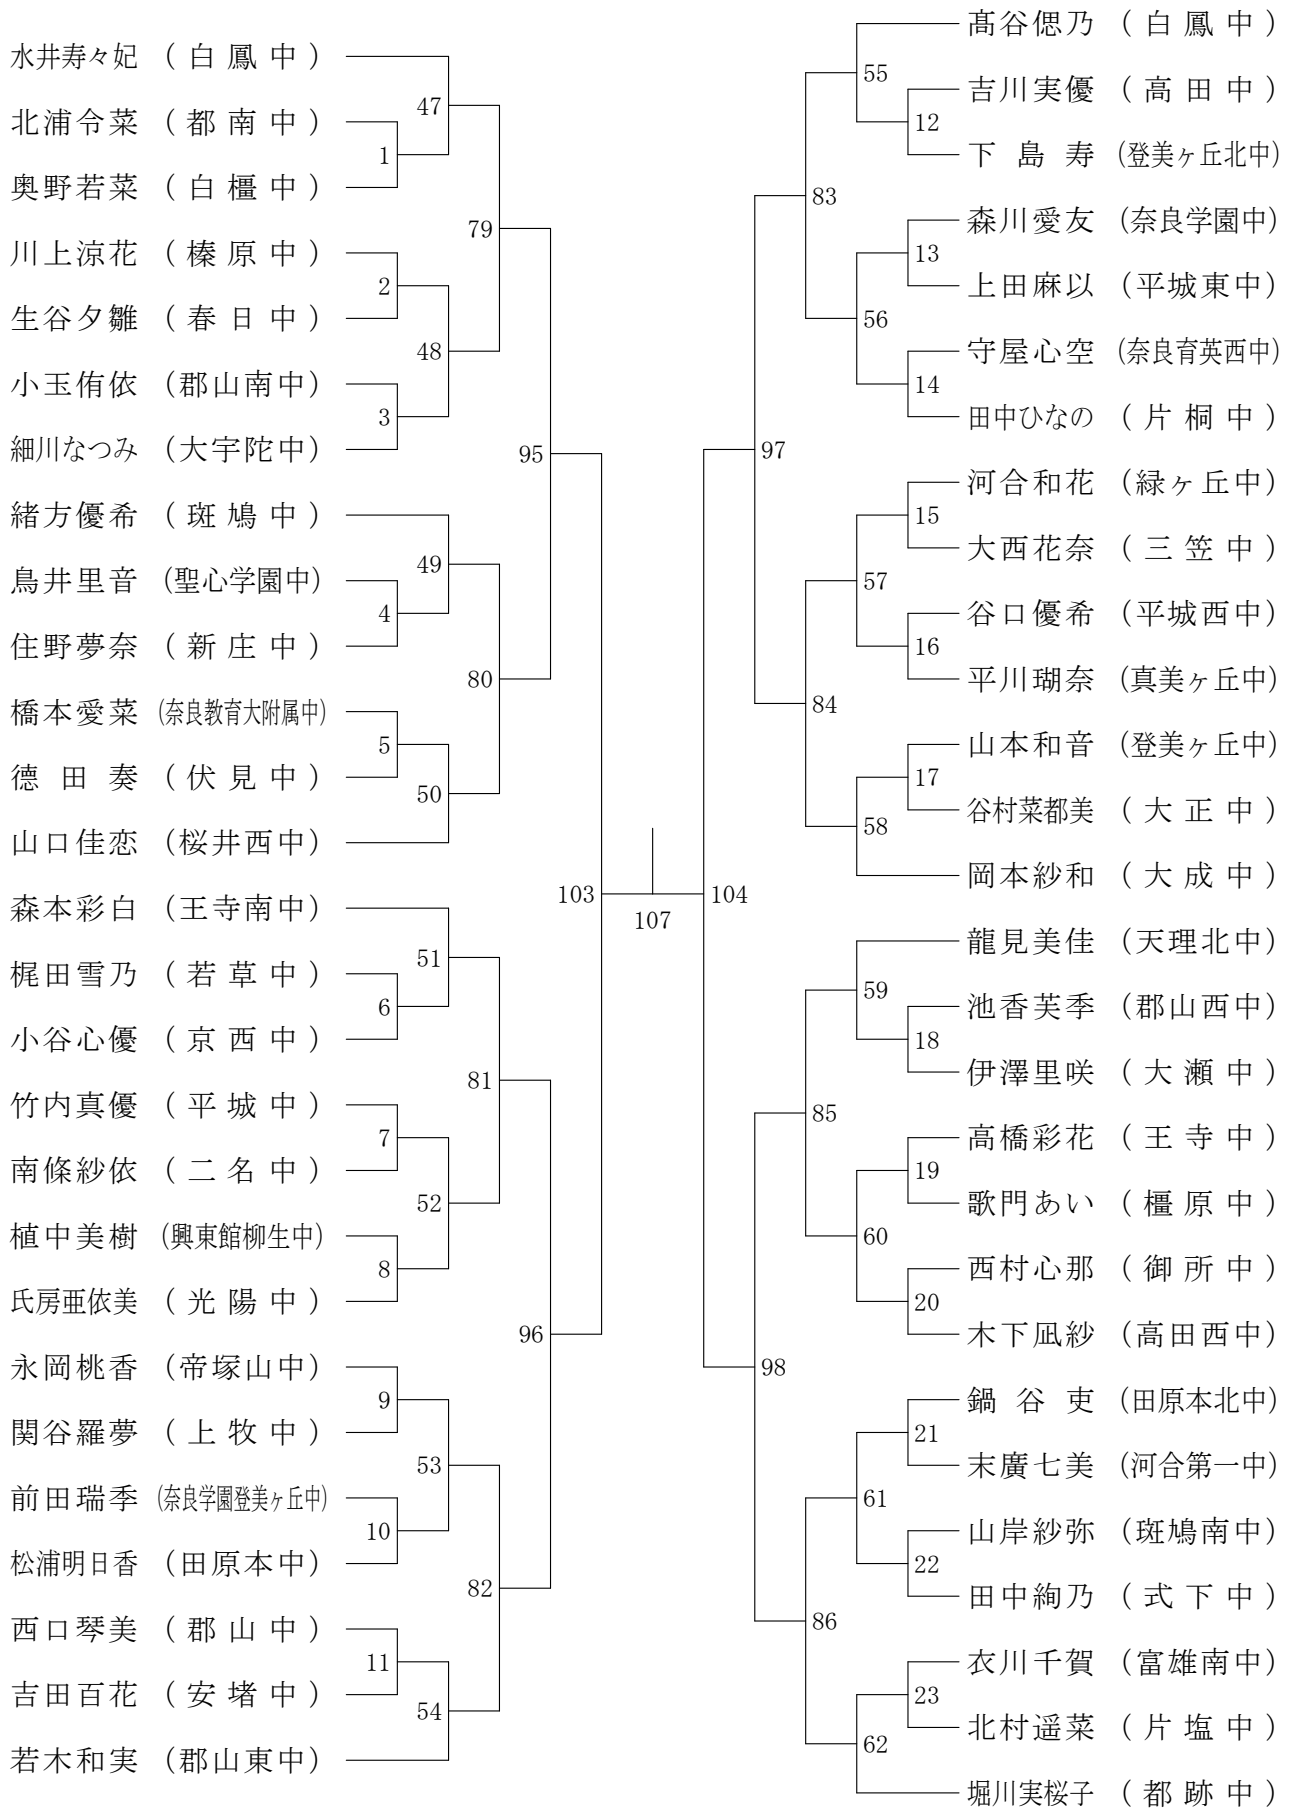 水井寿々妃 (白鳳中)
北浦令菜 (都南中)
奥野若菜 (白橿中)
川上涼花 (榛原中)
生谷夕雛 (春日中)
小玉侑依 (郡山南中)
細川なつみ (大宇陀中)
緒方優希 (斑鳩中)
鳥井里音 (聖心学園中)
住野夢奈 (新庄中)
橋本愛菜 (奈良教育大附属中)
德田奏 (伏見中)
山口佳恋 (桜井西中)
森本彩白 (王寺南中)
梶田雪乃 (若草中)
小谷心優 (京西中)
竹内真優 (平城中)
南條紗依 (二名中)
植中美樹 (興東館柳生中)
氏房亜依美 (光陽中)
永岡桃香 (帝塚山中)
関谷羅夢 (上牧中)
前田瑞季 (奈良学園登美ヶ丘中)
松浦明日香 (田原本中)
西口琴美 (郡山中)
吉田百花 (安堵中)
若木和実 (郡山東中)
1
2
3
4
5
6
7
8
9
10
11
47
48
49
50
51
52
53
54
79
80
81
82
95
96
103
107
104
97
98
83
84
85
86
55
56
57
58
59
60
61
62
12
13
14
15
16
17
18
19
20
21
22
23
髙谷偲乃 (白鳳中)
吉川実優 (高田中)
下島寿 (登美ヶ丘北中)
森川愛友 (奈良学園中)
上田麻以 (平城東中)
守屋心空 (奈良育英西中)
田中ひなの (片桐中)
河合和花 (緑ヶ丘中)
大西花奈 (三笠中)
谷口優希 (平城西中)
平川瑚奈 (真美ヶ丘中)
山本和音 (登美ヶ丘中)
谷村菜都美 (大正中)
岡本紗和 (大成中)
龍見美佳 (天理北中)
池香芙季 (郡山西中)
伊澤里咲 (大瀬中)
高橋彩花 (王寺中)
歌門あい (橿原中)
西村心那 (御所中)
木下凪紗 (高田西中)
鍋谷吏 (田原本北中)
末廣七美 (河合第一中)
山岸紗弥 (斑鳩南中)
田中絢乃 (式下中)
衣川千賀 (富雄南中)
北村遥菜 (片塩中)
堀川実桜子 (都跡中)